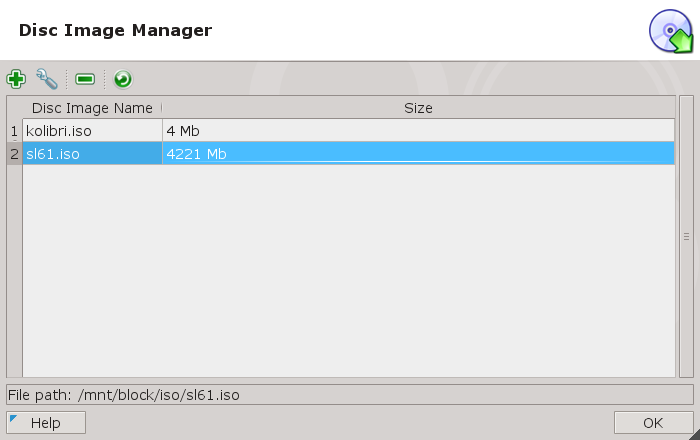 Disc Image Manager
Disc Image Name Size
1 kolibri.iso 4 Mb
2 sl61.iso 4221 Mb
File path: /mnt/block/iso/sl61.iso
Help OK